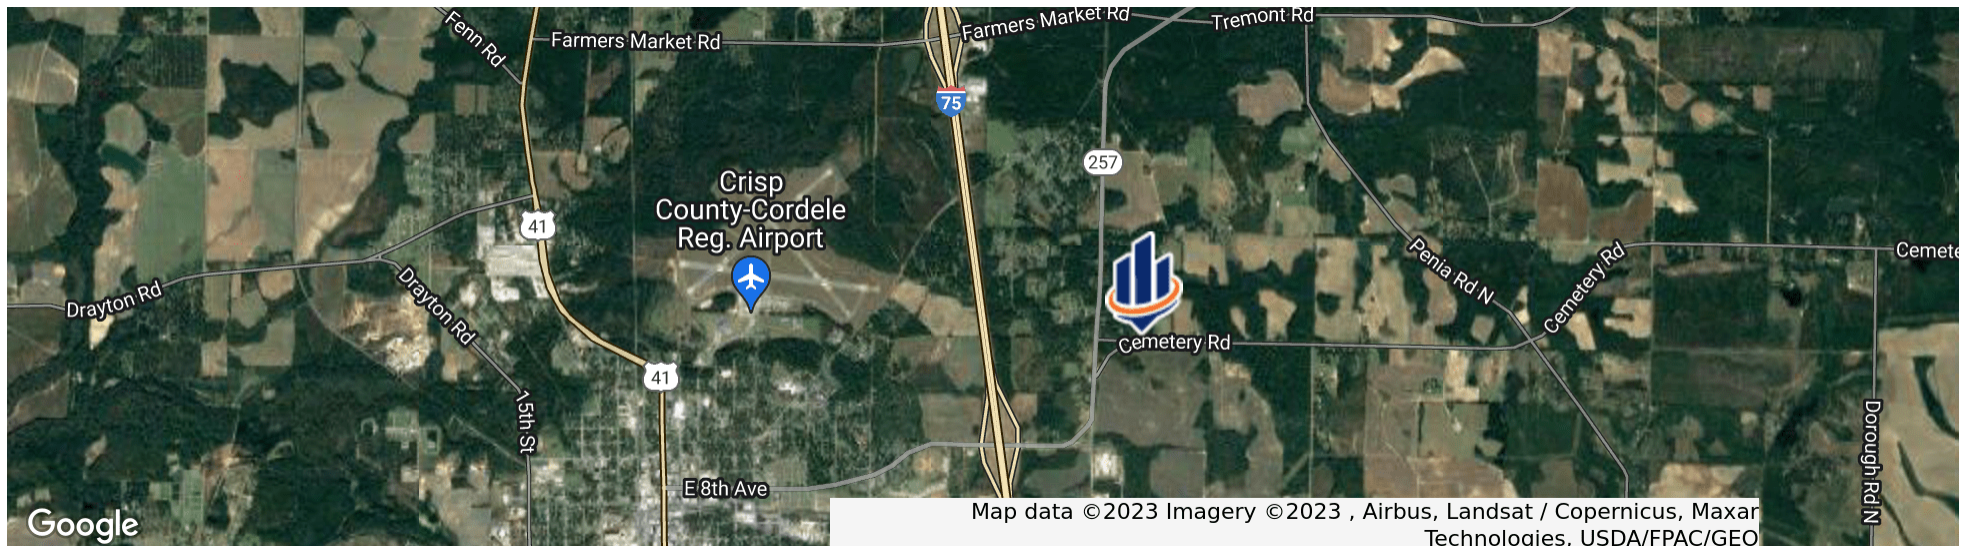 Fenn Rd
Farmers Market Rd
Farmers Market Rd
Tremont Rd
75
257
Crisp
County-Cordele
Reg. Airport
41
Drayton Rd
Drayton Rd
Penia Rd N
Cemetery Rd
Cemete
Cemetery Rd
41
15th St
Dorough Rd N
E 8th Ave
Google
Map data ©2023 Imagery ©2023 , Airbus, Landsat / Copernicus, Maxar
Technologies, USDA/FPAC/GEO